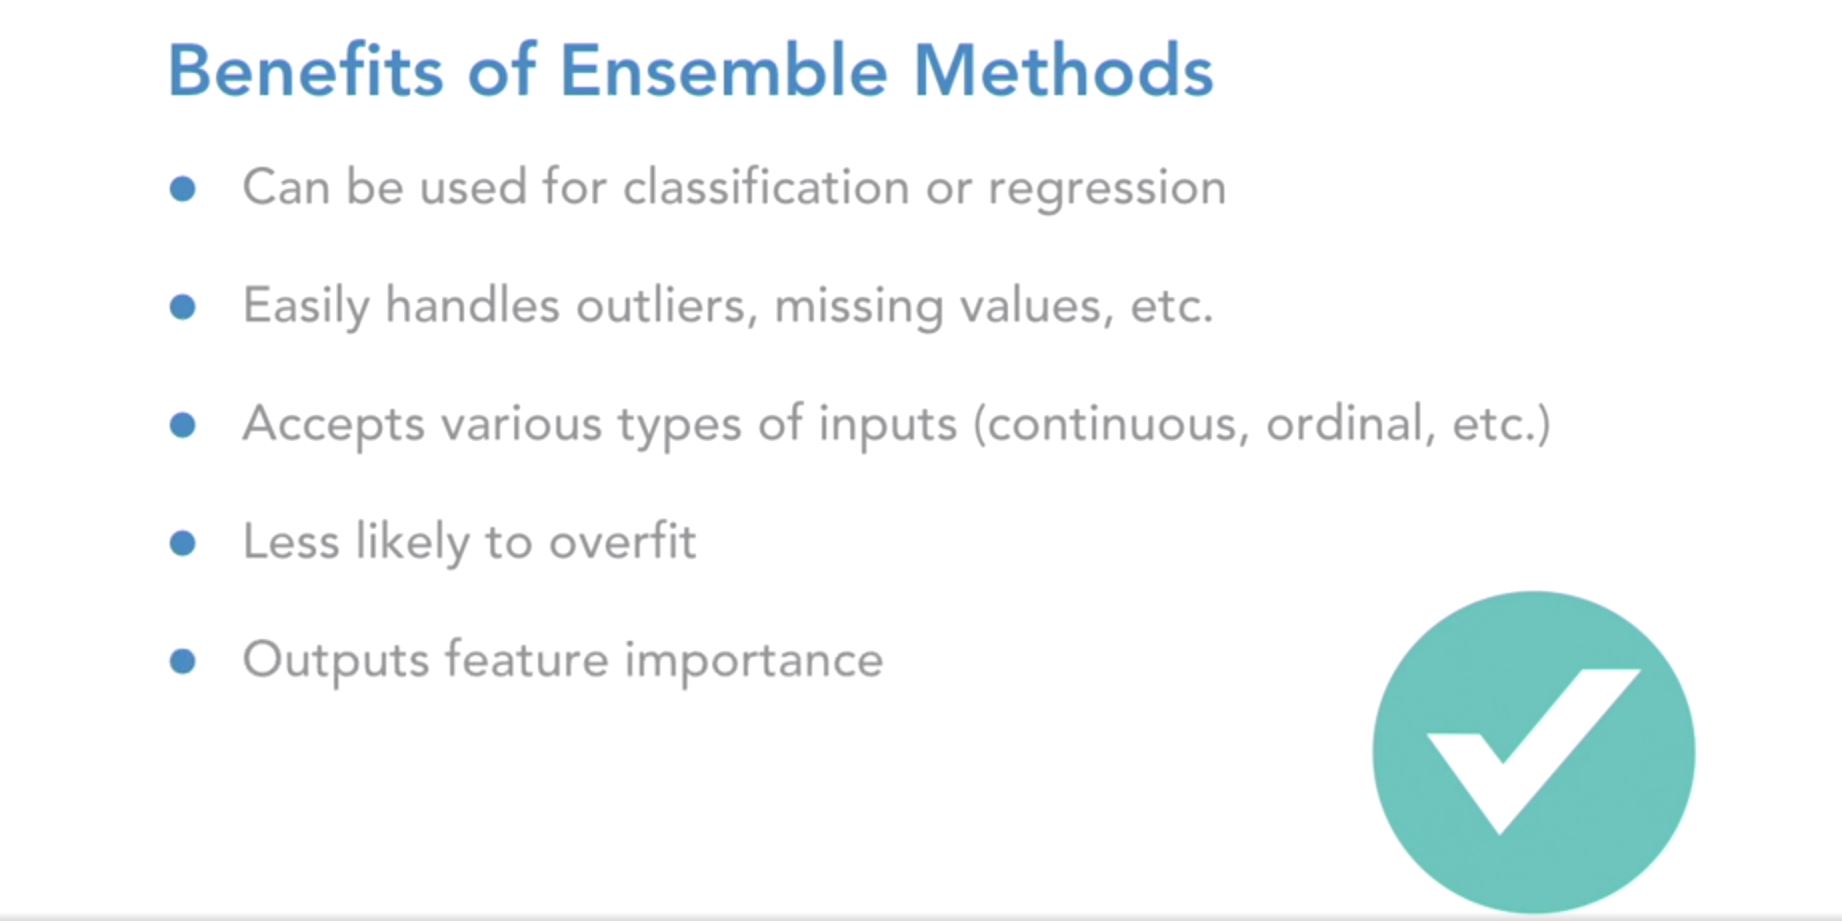 Benefits of Ensemble Methods
Can be used for classification or regression
Easily handles outliers, missing values, etc.
Accepts various types of inputs (continuous, ordinal, etc.)
Less likely to overfit
Outputs feature importance